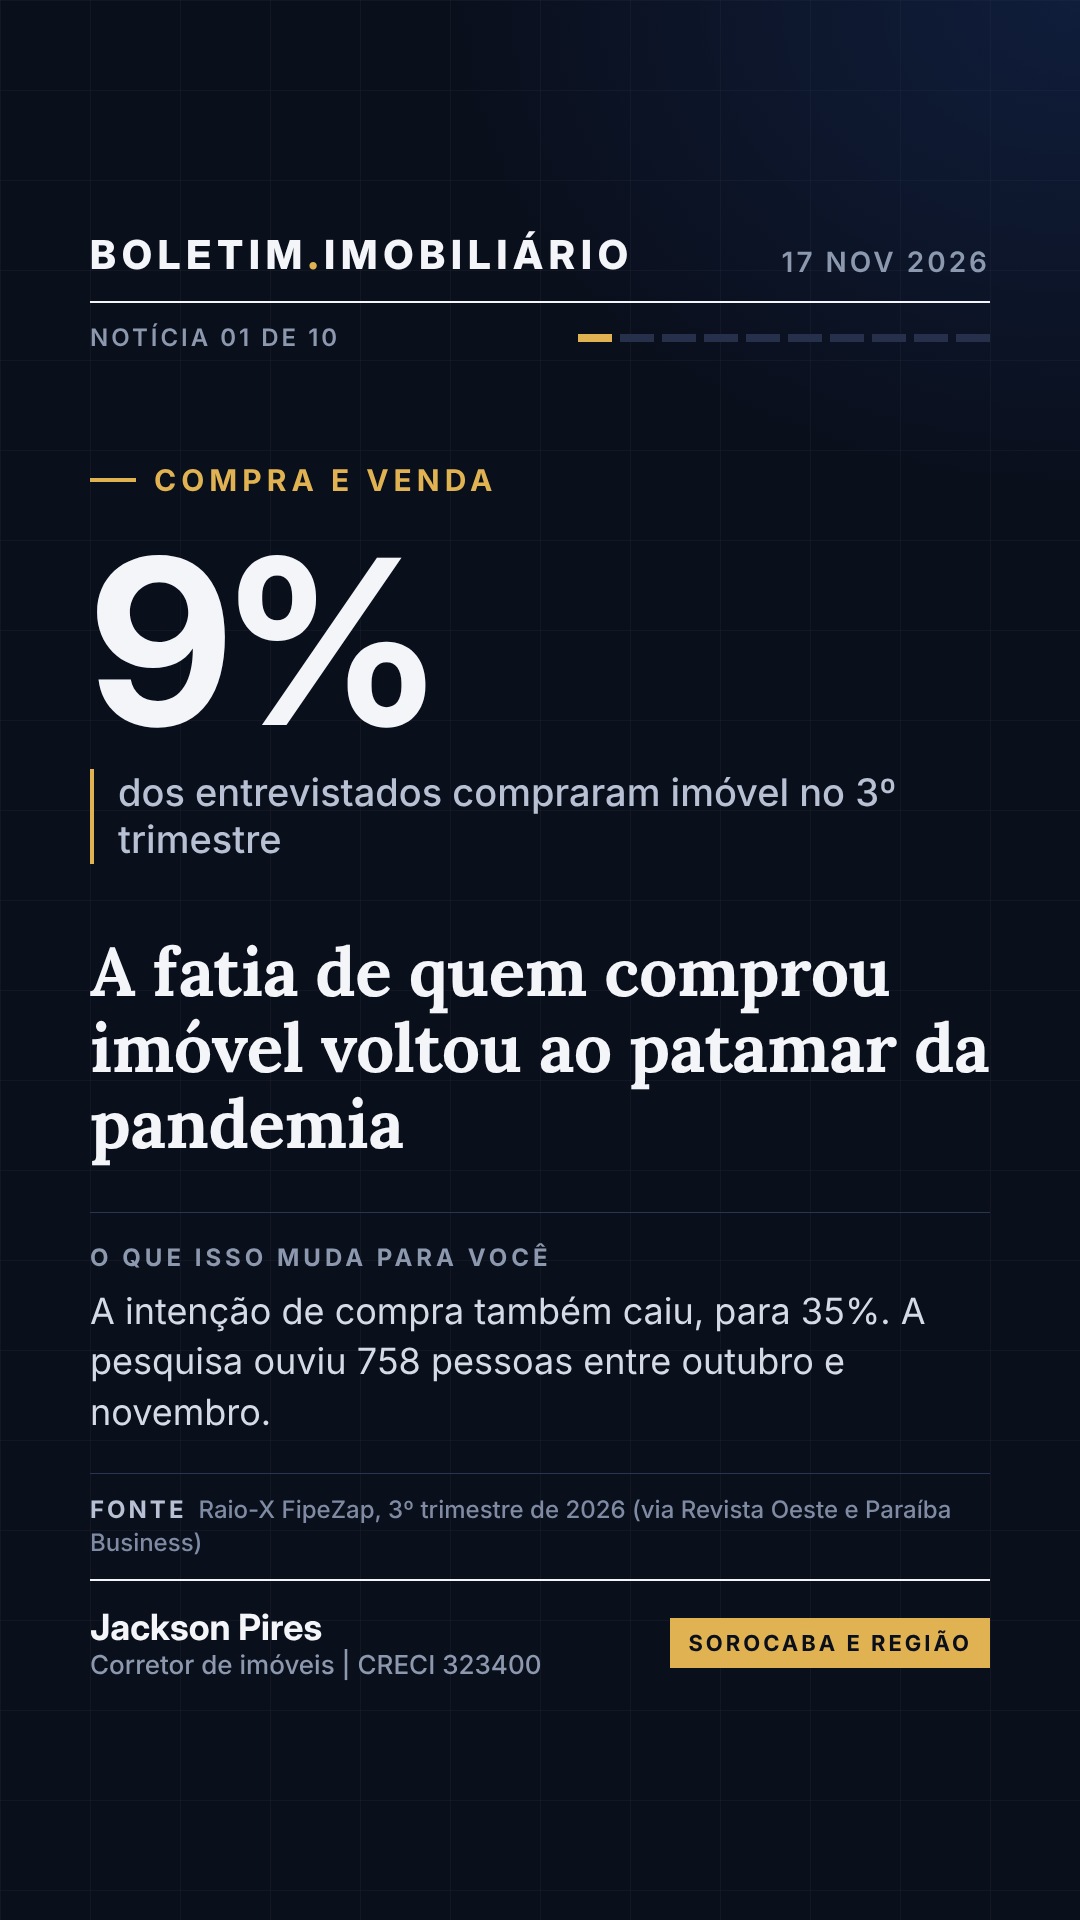 BOLETIM.IMOBILIÁRIO
17 NOV 2026
NOTÍCIA 01 DE 10
COMPRA E VENDA
9%
dos entrevistados compraram imóvel no 3º
trimestre
A fatia de quem comprou
imóvel voltou ao patamar da
pandemia
O QUE ISSO MUDA PARA VOCÊ
A intenção de compra também caiu, para 35%. A
pesquisa ouviu 758 pessoas entre outubro e
novembro.
FONTE Raio-X FipeZap, 3º trimestre de 2026 (via Revista Oeste e Paraíba
Business)
Jackson Pires
Corretor de imóveis | CRECI 323400
SOROCABA E REGIÃO